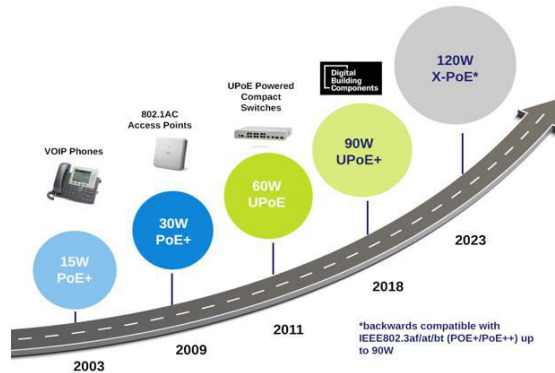 120W
X-PoE*
Digital
Building
Components
UPoE Powered
Compact
Switches
802.1AC
Access Points
90W
UPoE+
VOIP Phones
60W
UPoE
30W
PoE+
15W
PoE+
2023
2018
2011
2009
2003
*backwards compatible with
IEEE802.3af/at/bt (POE+/PoE++) up
to 90W